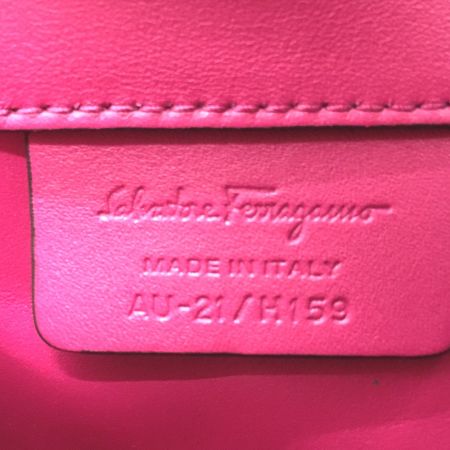 Salvatore Ferragamo
MADE IN ITALY
AU-21/H159